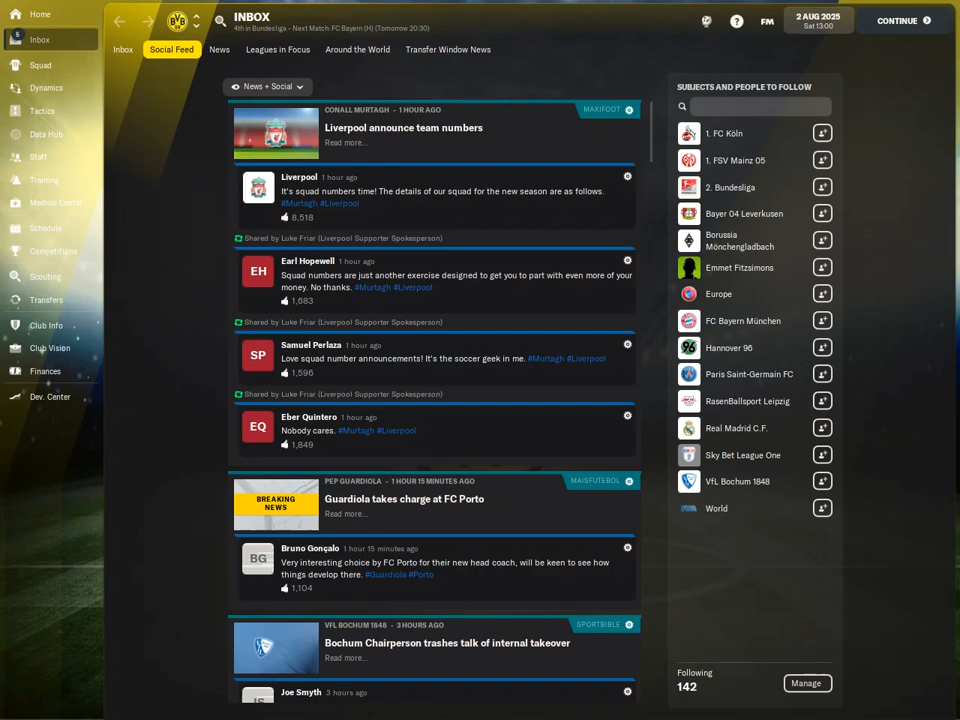 Home
5
Inbox
Squad
Dynamics
Tactics
Data Hub
Staff
Training
Medical Center
Schedule
Competitions
Scouting
Transfers
Club Info
Club Vision
Finances
Dev. Center
BVB
09
INBOX
4th in Bundesliga - Next Match: FC Bayern (H) (Tomorrow 20:30)
?
FM
2 AUG 2025
Sat 13:00
CONTINUE
Inbox
Social Feed
News
Leagues in Focus
Around the World
Transfer Window News
News + Social
CONALL MURTAGH - 1 HOUR AGO
MAXIFOOT
Liverpool announce team numbers
Read more...
Liverpool 1 hour ago
It's squad numbers time! The details of our squad for the new season are as follows.
#Murtagh #Liverpool
8,518
Shared by Luke Friar (Liverpool Supporter Spokesperson)
EH
Earl Hopewell 1 hour ago
Squad numbers are just another exercise designed to get you to part with even more of your
money. No thanks. #Murtagh #Liverpool
1,683
Shared by Luke Friar (Liverpool Supporter Spokesperson)
SP
Samuel Perlaza 1 hour ago
Love squad number announcements! It's the soccer geek in me. #Murtagh #Liverpool
1,596
Shared by Luke Friar (Liverpool Supporter Spokesperson)
EQ
Eber Quintero 1 hour ago
Nobody cares. #Murtagh #Liverpool
1,849
PEP GUARDIOLA - 1 HOUR 15 MINUTES AGO
MAISFUTEBOL
BREAKING
NEWS
Guardiola takes charge at FC Porto
Read more...
BG
Bruno Gonçalo 1 hour 15 minutes ago
Very interesting choice by FC Porto for their new head coach, will be keen to see how
things develop there. #Guardiola #Porto
1,104
VFL BOCHUM 1848 - 3 HOURS AGO
SPORTBIBLE
Bochum Chairperson trashes talk of internal takeover
Read more...
JS
Joe Smyth 3 hours ago
SUBJECTS AND PEOPLE TO FOLLOW
1. FC Köln
1. FSV Mainz 05
2. Bundesliga
Bayer 04 Leverkusen
Borussia
Mönchengladbach
Emmet Fitzsimons
Europe
FC Bayern München
96
Hannover 96
Paris Saint-Germain FC
RasenBallsport Leipzig
Real Madrid C.F.
Sky Bet League One
VfL Bochum 1848
World
Following
142
Manage